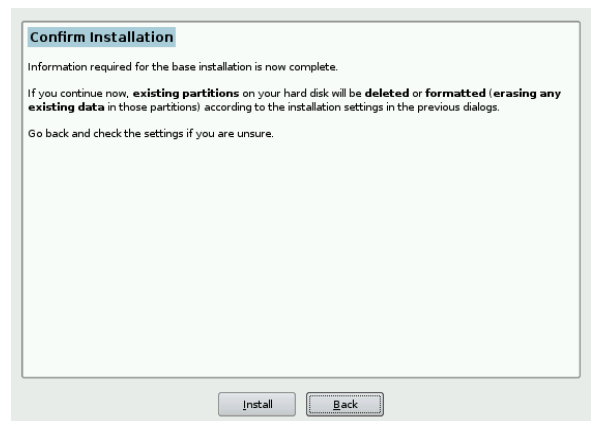 Confirm Installation
Information required for the base installation is now complete.
If you continue now, existing partitions on your hard disk will be deleted or formatted (erasing any
existing data in those partitions) according to the installation settings in the previous dialogs.
Go back and check the settings if you are unsure.
Install
Back